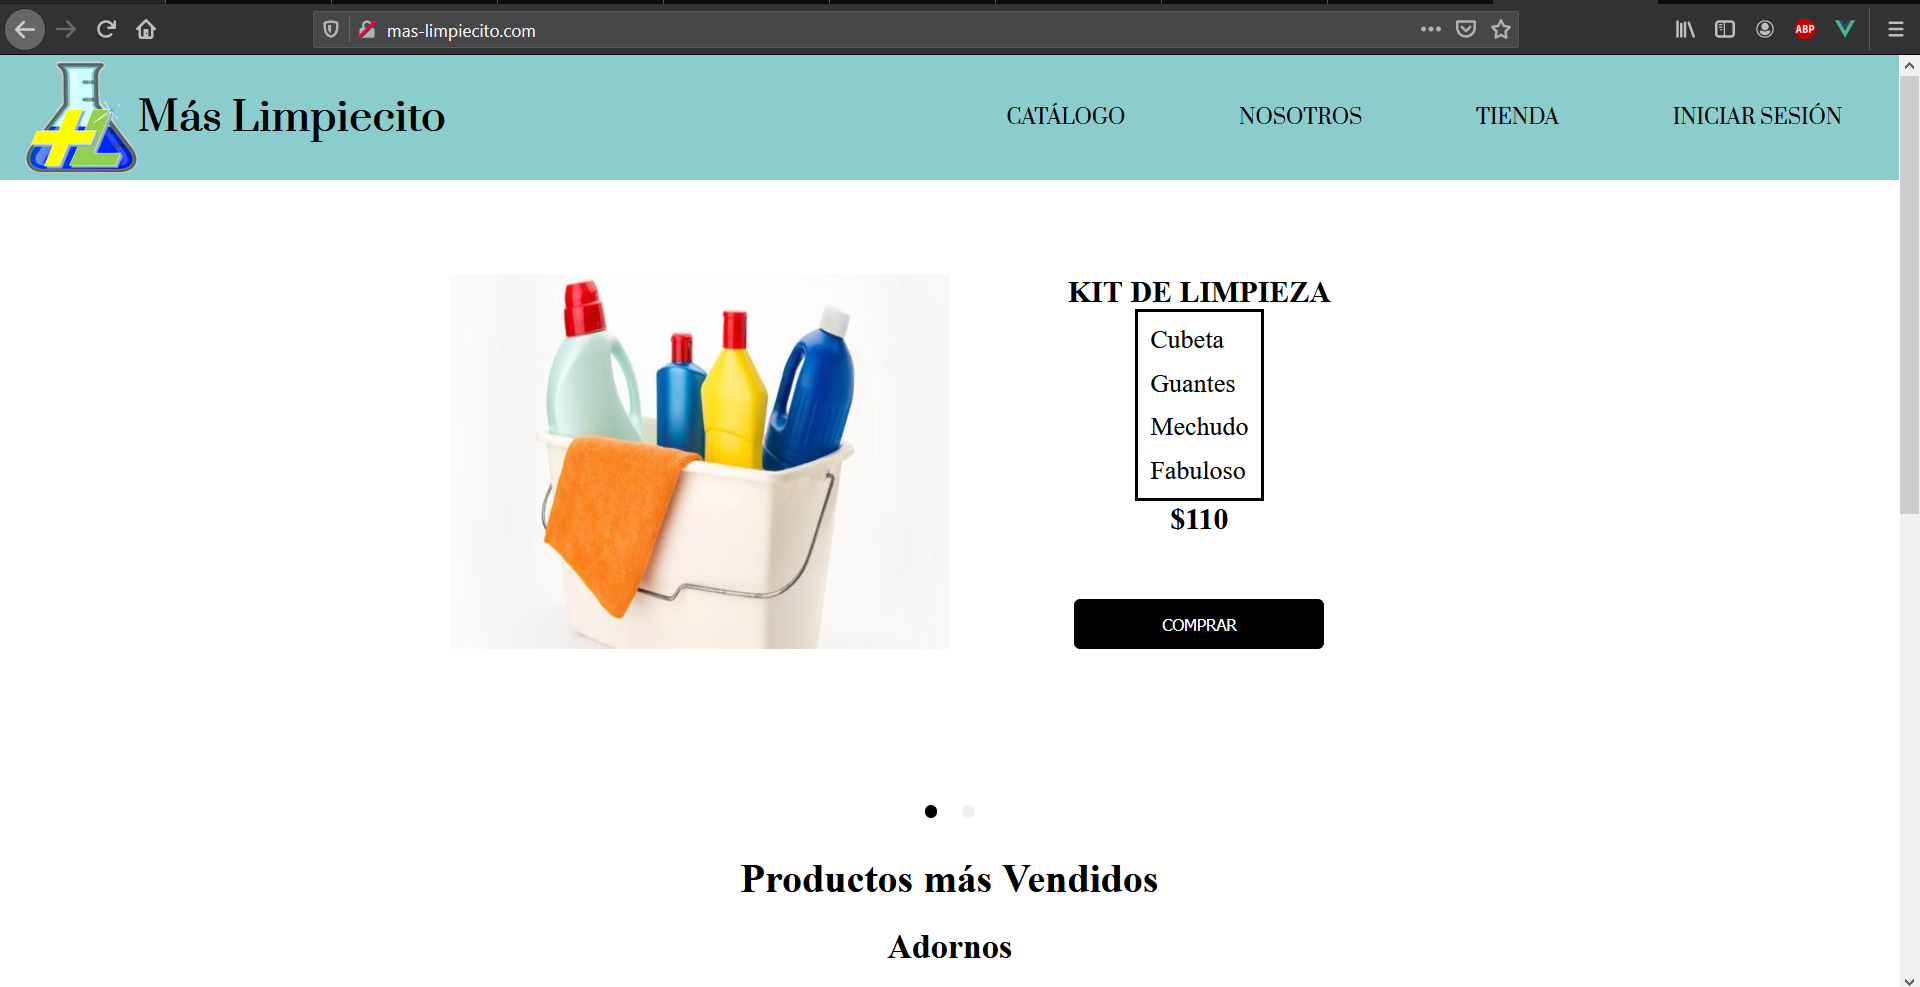 mas-limpiecito.com
ABP
Más Limpiecito
CATÁLOGO
NOSOTROS
TIENDA
INICIAR SESIÓN
KIT DE LIMPIEZA
Cubeta
Guantes
Mechudo
Fabuloso
$110
COMPRAR
Productos más Vendidos
Adornos